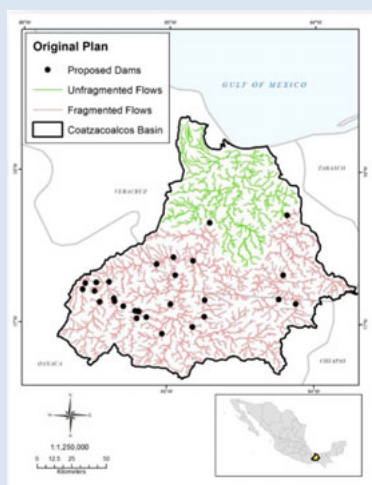 Original Plan
Proposed Dams
Unfragmented Flows
Fragmented Flows
Coatzacoalcos Basin
GULF OF MEXICO
TABASCO
VERACRUZ
OAXACA
CHIAPAS
1:1,250,000
0 12.5 25 50
Kilometers